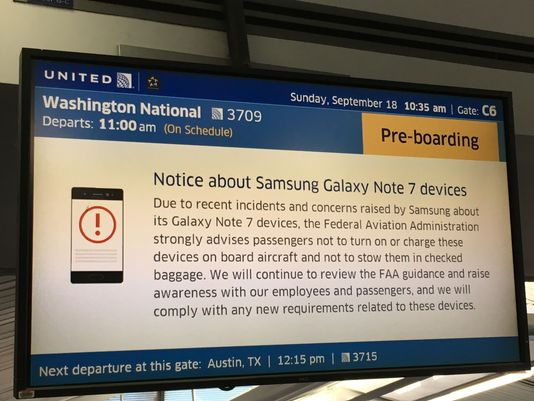 UNITED
Sunday, September 18 10:35 am | Gate: C6
Washington National 3709
Departs: 11:00 am (On Schedule)
Pre-boarding
Notice about Samsung Galaxy Note 7 devices
Due to recent incidents and concerns raised by Samsung about
its Galaxy Note 7 devices, the Federal Aviation Administration
strongly advises passengers not to turn on or charge these
devices on board aircraft and not to stow them in checked
baggage. We will continue to review the FAA guidance and raise
awareness with our employees and passengers, and we will
comply with any new requirements related to these devices.
Next departure at this gate: Austin, TX | 12:15 pm | 3715